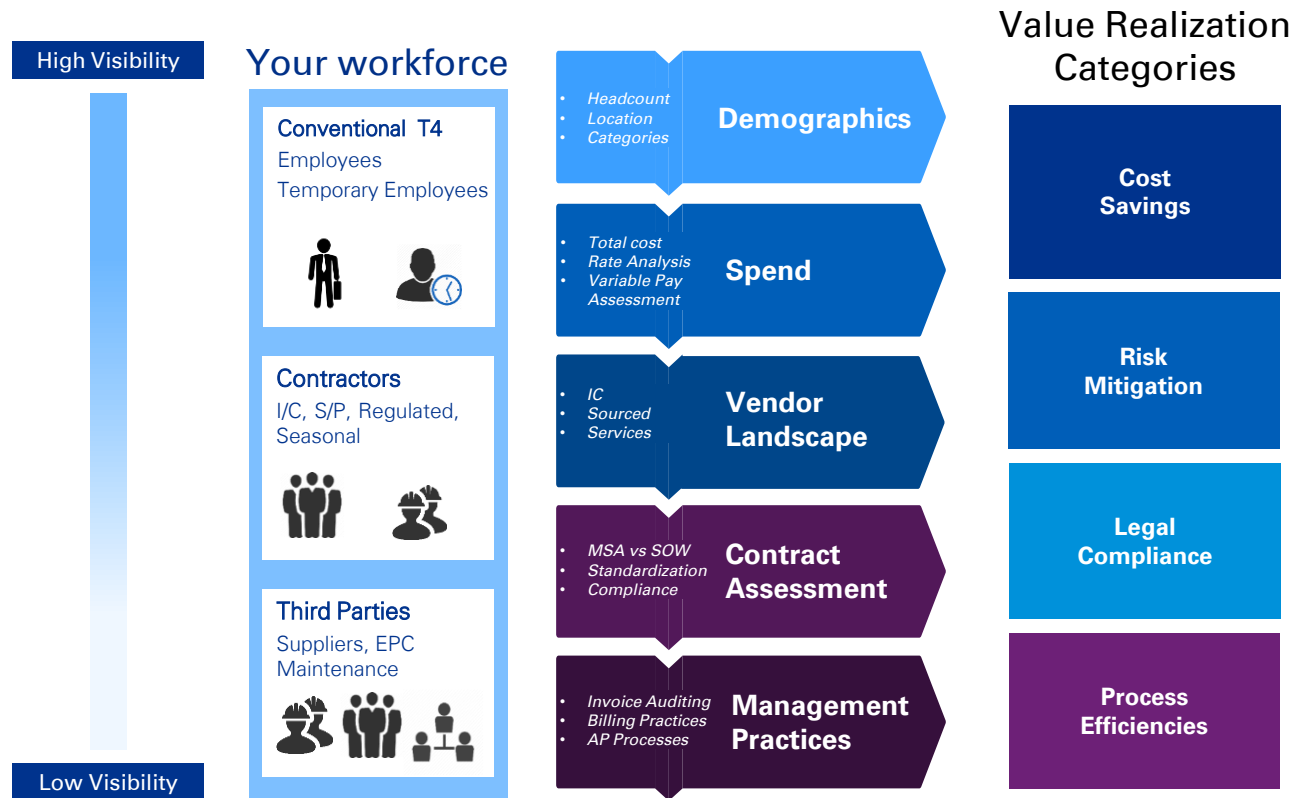 High Visibility
Low Visibility
Your workforce
Conventional T4
Employees
Temporary Employees
Contractors
I/C, S/P, Regulated,
Seasonal
Third Parties
Suppliers, EPC
Maintenance
• Headcount
• Location
• Categories
Demographics
• Total cost
• Rate Analysis
• Variable Pay
Assessment
Spend
• IC
• Sourced
• Services
Vendor
Landscape
• MSA vs SOW
• Standardization
• Compliance
Contract
Assessment
• Invoice Auditing
• Billing Practices
• AP Processes
Management
Practices
Value Realization
Categories
Cost
Savings
Risk
Mitigation
Legal
Compliance
Process
Efficiencies